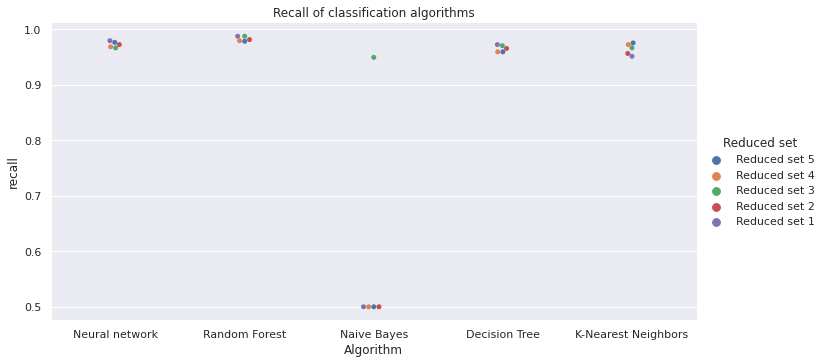 Recall of classification algorithms
1.0
0.9
0.8
0.7
0.6
0.5
recall
Neural network
Random Forest
Naive Bayes
Decision Tree
K-Nearest Neighbors
Algorithm
Reduced set
Reduced set 5
Reduced set 4
Reduced set 3
Reduced set 2
Reduced set 1